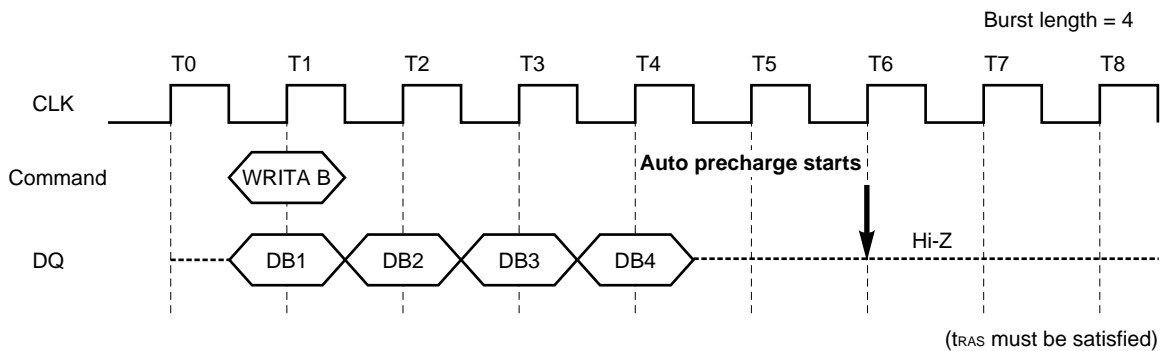 Burst length = 4
T0 T1 T2 T3 T4 T5 T6 T7 T8
CLK
Auto precharge starts
Command WRITA B
Hi-Z
DQ DB1 DB2 DB3 DB4
(tRAS must be satisfied)